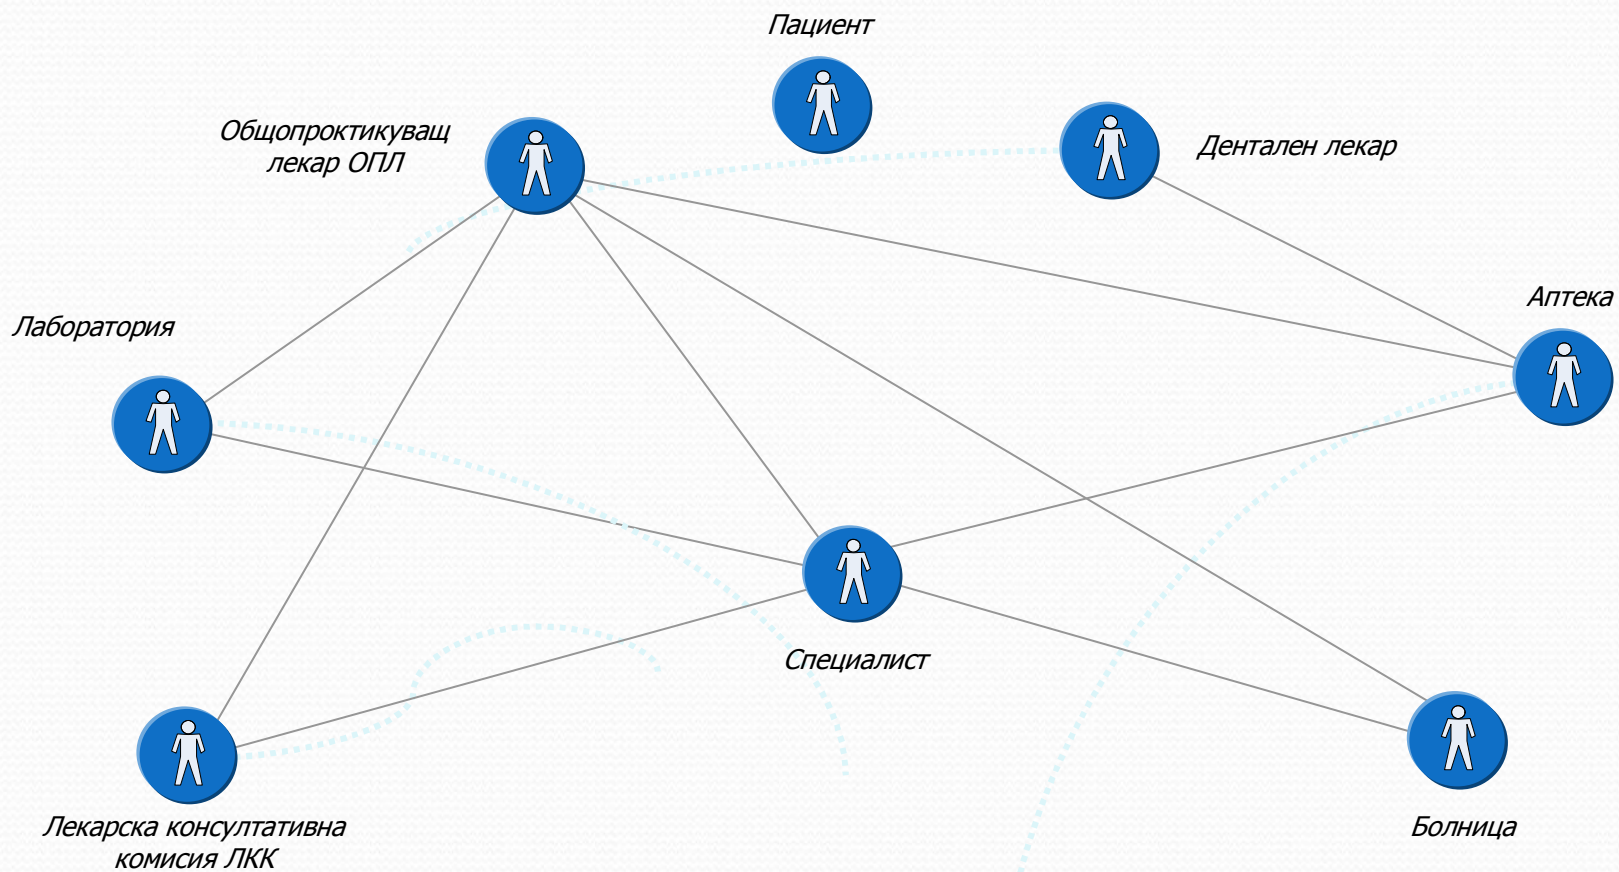 Пациент
Общопроктикуващ
лекар ОПЛ
Дентален лекар
Аптека
Лаборатория
Специалист
Лекарска консултативна
комисия ЛКК
Болница